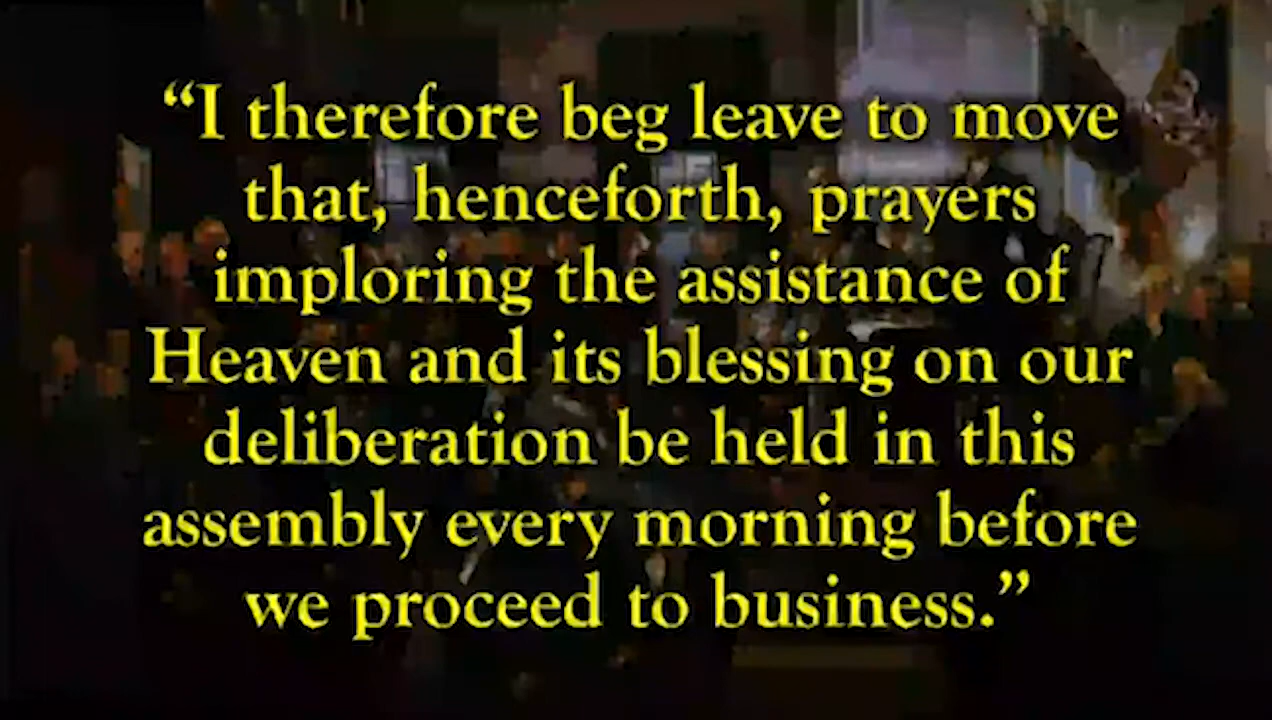 “I therefore beg leave to move
that, henceforth, prayers
imploring the assistance of
Heaven and its blessing on our
deliberation be held in this
assembly every morning before
we proceed to business.”